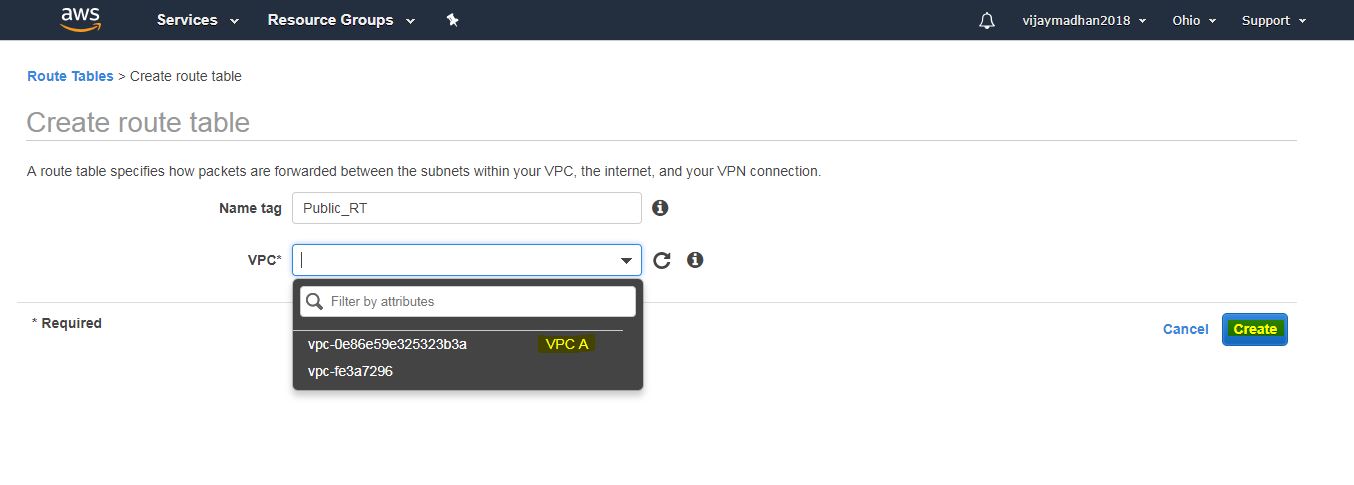 aws Services Resource Groups vijaymadhan2018 Ohio Support
Route Tables > Create route table
Create route table
A route table specifies how packets are forwarded between the subnets within your VPC, the internet, and your VPN connection.
Name tag Public_RT
VPC*
Filter by attributes
* Required
Cancel Create
vpc-0e86e59e325323b3a VPC A
vpc-fe3a7296